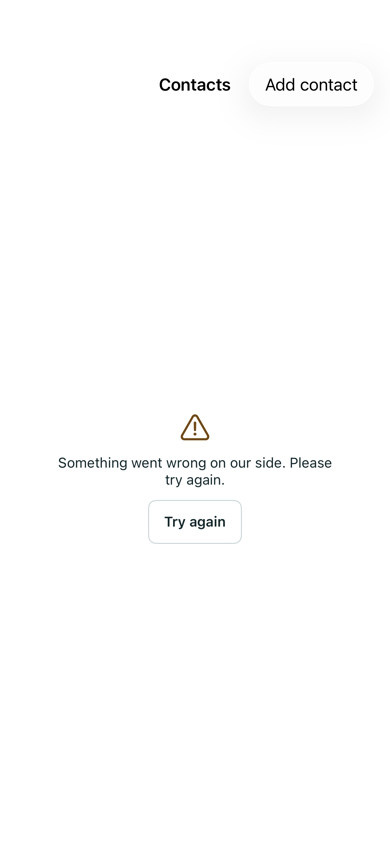 Contacts
Add contact
Something went wrong on our side. Please
try again.
Try again